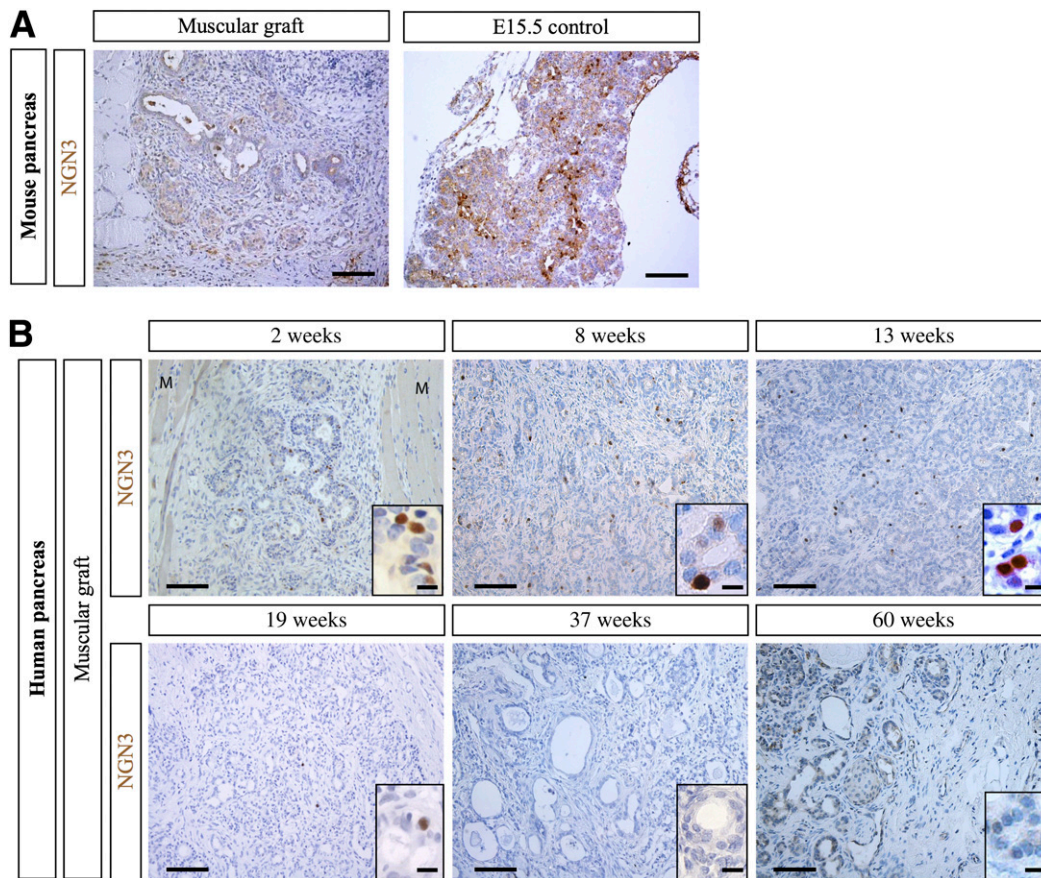 A
Muscular graft
E15.5 control
Mouse pancreas
NGN3
B
2 weeks
8 weeks
13 weeks
Human pancreas
Muscular graft
NGN3
M
M
19 weeks
37 weeks
60 weeks
NGN3